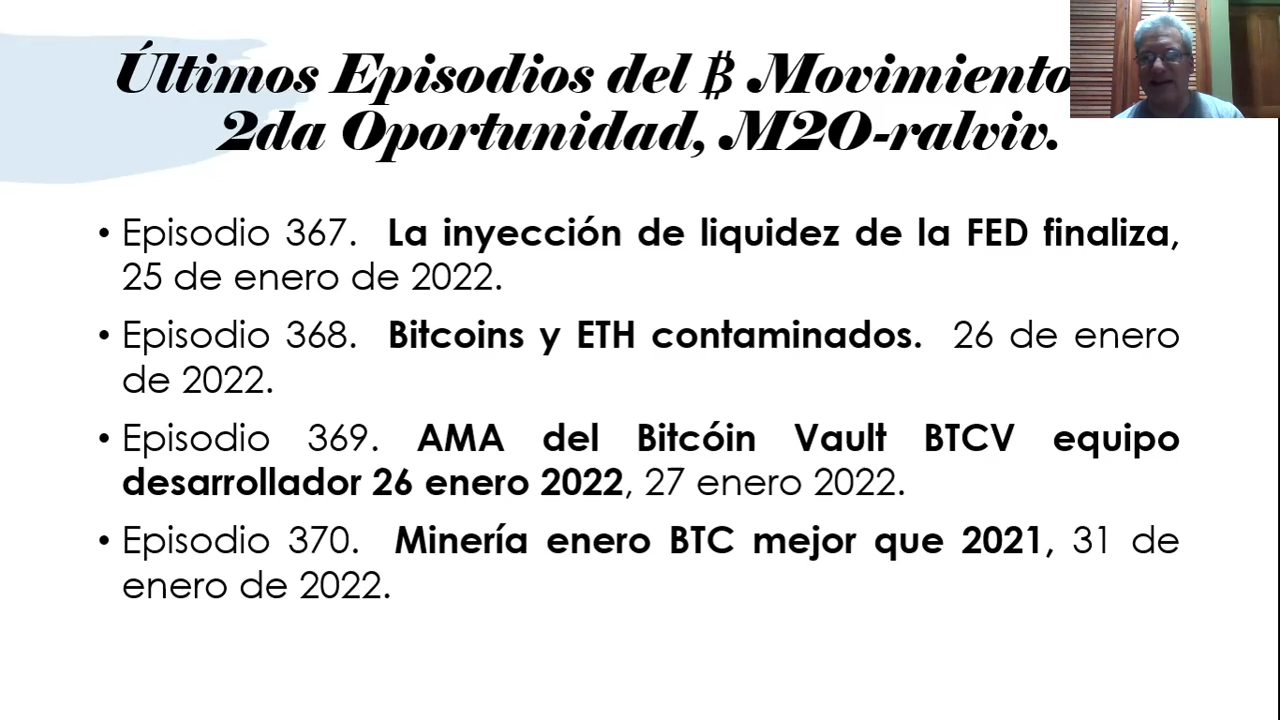 Últimos Episodios del ₿ Movimiento
2da Oportunidad, M2O-ralviv.
• Episodio 367. La inyección de liquidez de la FED finaliza,
25 de enero de 2022.
• Episodio 368. Bitcoins y ETH contaminados. 26 de enero
de 2022.
• Episodio 369. AMA del Bitcóin Vault BTCV equipo
desarrollador 26 enero 2022, 27 enero 2022.
• Episodio 370. Minería enero BTC mejor que 2021, 31 de
enero de 2022.